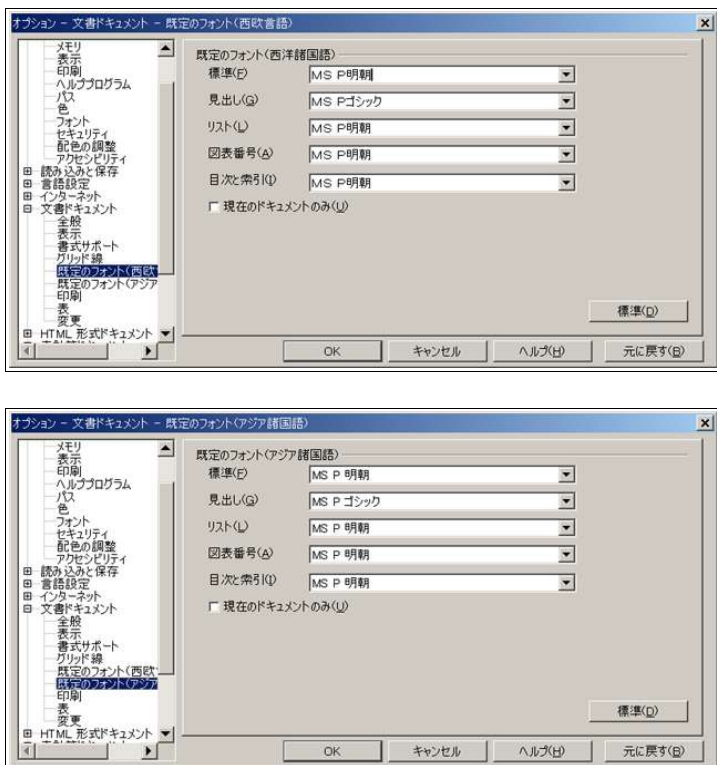 オプション - 文書ドキュメント - 既定のフォント(西欧言語)
メモリ
表示
印刷
ヘルププログラム
パス
色
フォント
セキュリティ
配色の調整
アクセシビリティ
読み込みと保存
言語設定
インターネット
文書ドキュメント
全般
表示
書式サポート
グリッド線
既定のフォント(西欧
既定のフォント(アジア
印刷
表
変更
HTML 形式ドキュメント
既定のフォント(西洋諸国語)
標準(F) MS P明朝
見出し(G) MS Pゴシック
リスト(L) MS P明朝
図表番号(A) MS P明朝
目次と索引(I) MS P明朝
現在のドキュメントのみ(U)
標準(D)
OK キャンセル ヘルプ(H) 元に戻す(B)
オプション - 文書ドキュメント - 既定のフォント(アジア諸国語)
メモリ
表示
印刷
ヘルププログラム
パス
色
フォント
セキュリティ
配色の調整
アクセシビリティ
読み込みと保存
言語設定
インターネット
文書ドキュメント
全般
表示
書式サポート
グリッド線
既定のフォント(西欧
既定のフォント(アジア
印刷
表
変更
HTML 形式ドキュメント
既定のフォント(アジア諸国語)
標準(F) MS P 明朝
見出し(G) MS P ゴシック
リスト(L) MS P 明朝
図表番号(A) MS P 明朝
目次と索引(I) MS P 明朝
現在のドキュメントのみ(U)
標準(D)
OK キャンセル ヘルプ(H) 元に戻す(B)